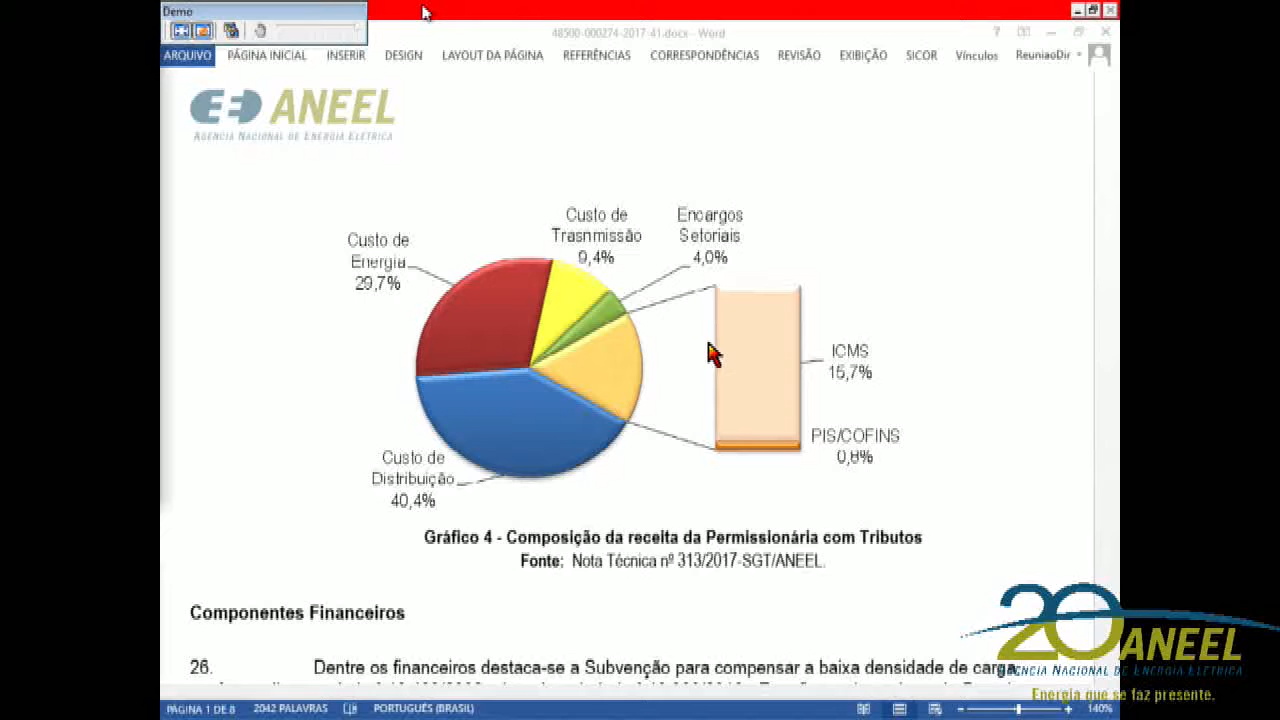 Demo
48500-000274-2017-41.docx - Word
ARQUIVO PÁGINA INICIAL INSERIR DESIGN LAYOUT DA PÁGINA REFERÊNCIAS CORRESPONDÊNCIAS REVISÃO EXIBIÇÃO SICOR Vínculos ReuniaoDir
ANEEL
AGÊNCIA NACIONAL DE ENERGIA ELÉTRICA
Custo de
Trasnmissão
9,4%
Encargos
Setoriais
4,0%
Custo de
Energia
29,7%
ICMS
15,7%
PIS/COFINS
0,8%
Custo de
Distribuição
40,4%
Gráfico 4 - Composição da receita da Permissionária com Tributos
Fonte: Nota Técnica nº 313/2017-SGT/ANEEL.
Componentes Financeiros
26. Dentre os financeiros destaca-se a Subvenção para compensar a baixa densidade de carga
20 ANEEL
AGÊNCIA NACIONAL DE ENERGIA ELÉTRICA
Energia que se faz presente.
PÁGINA 1 DE 8 2042 PALAVRAS PORTUGUÊS (BRASIL) 140%